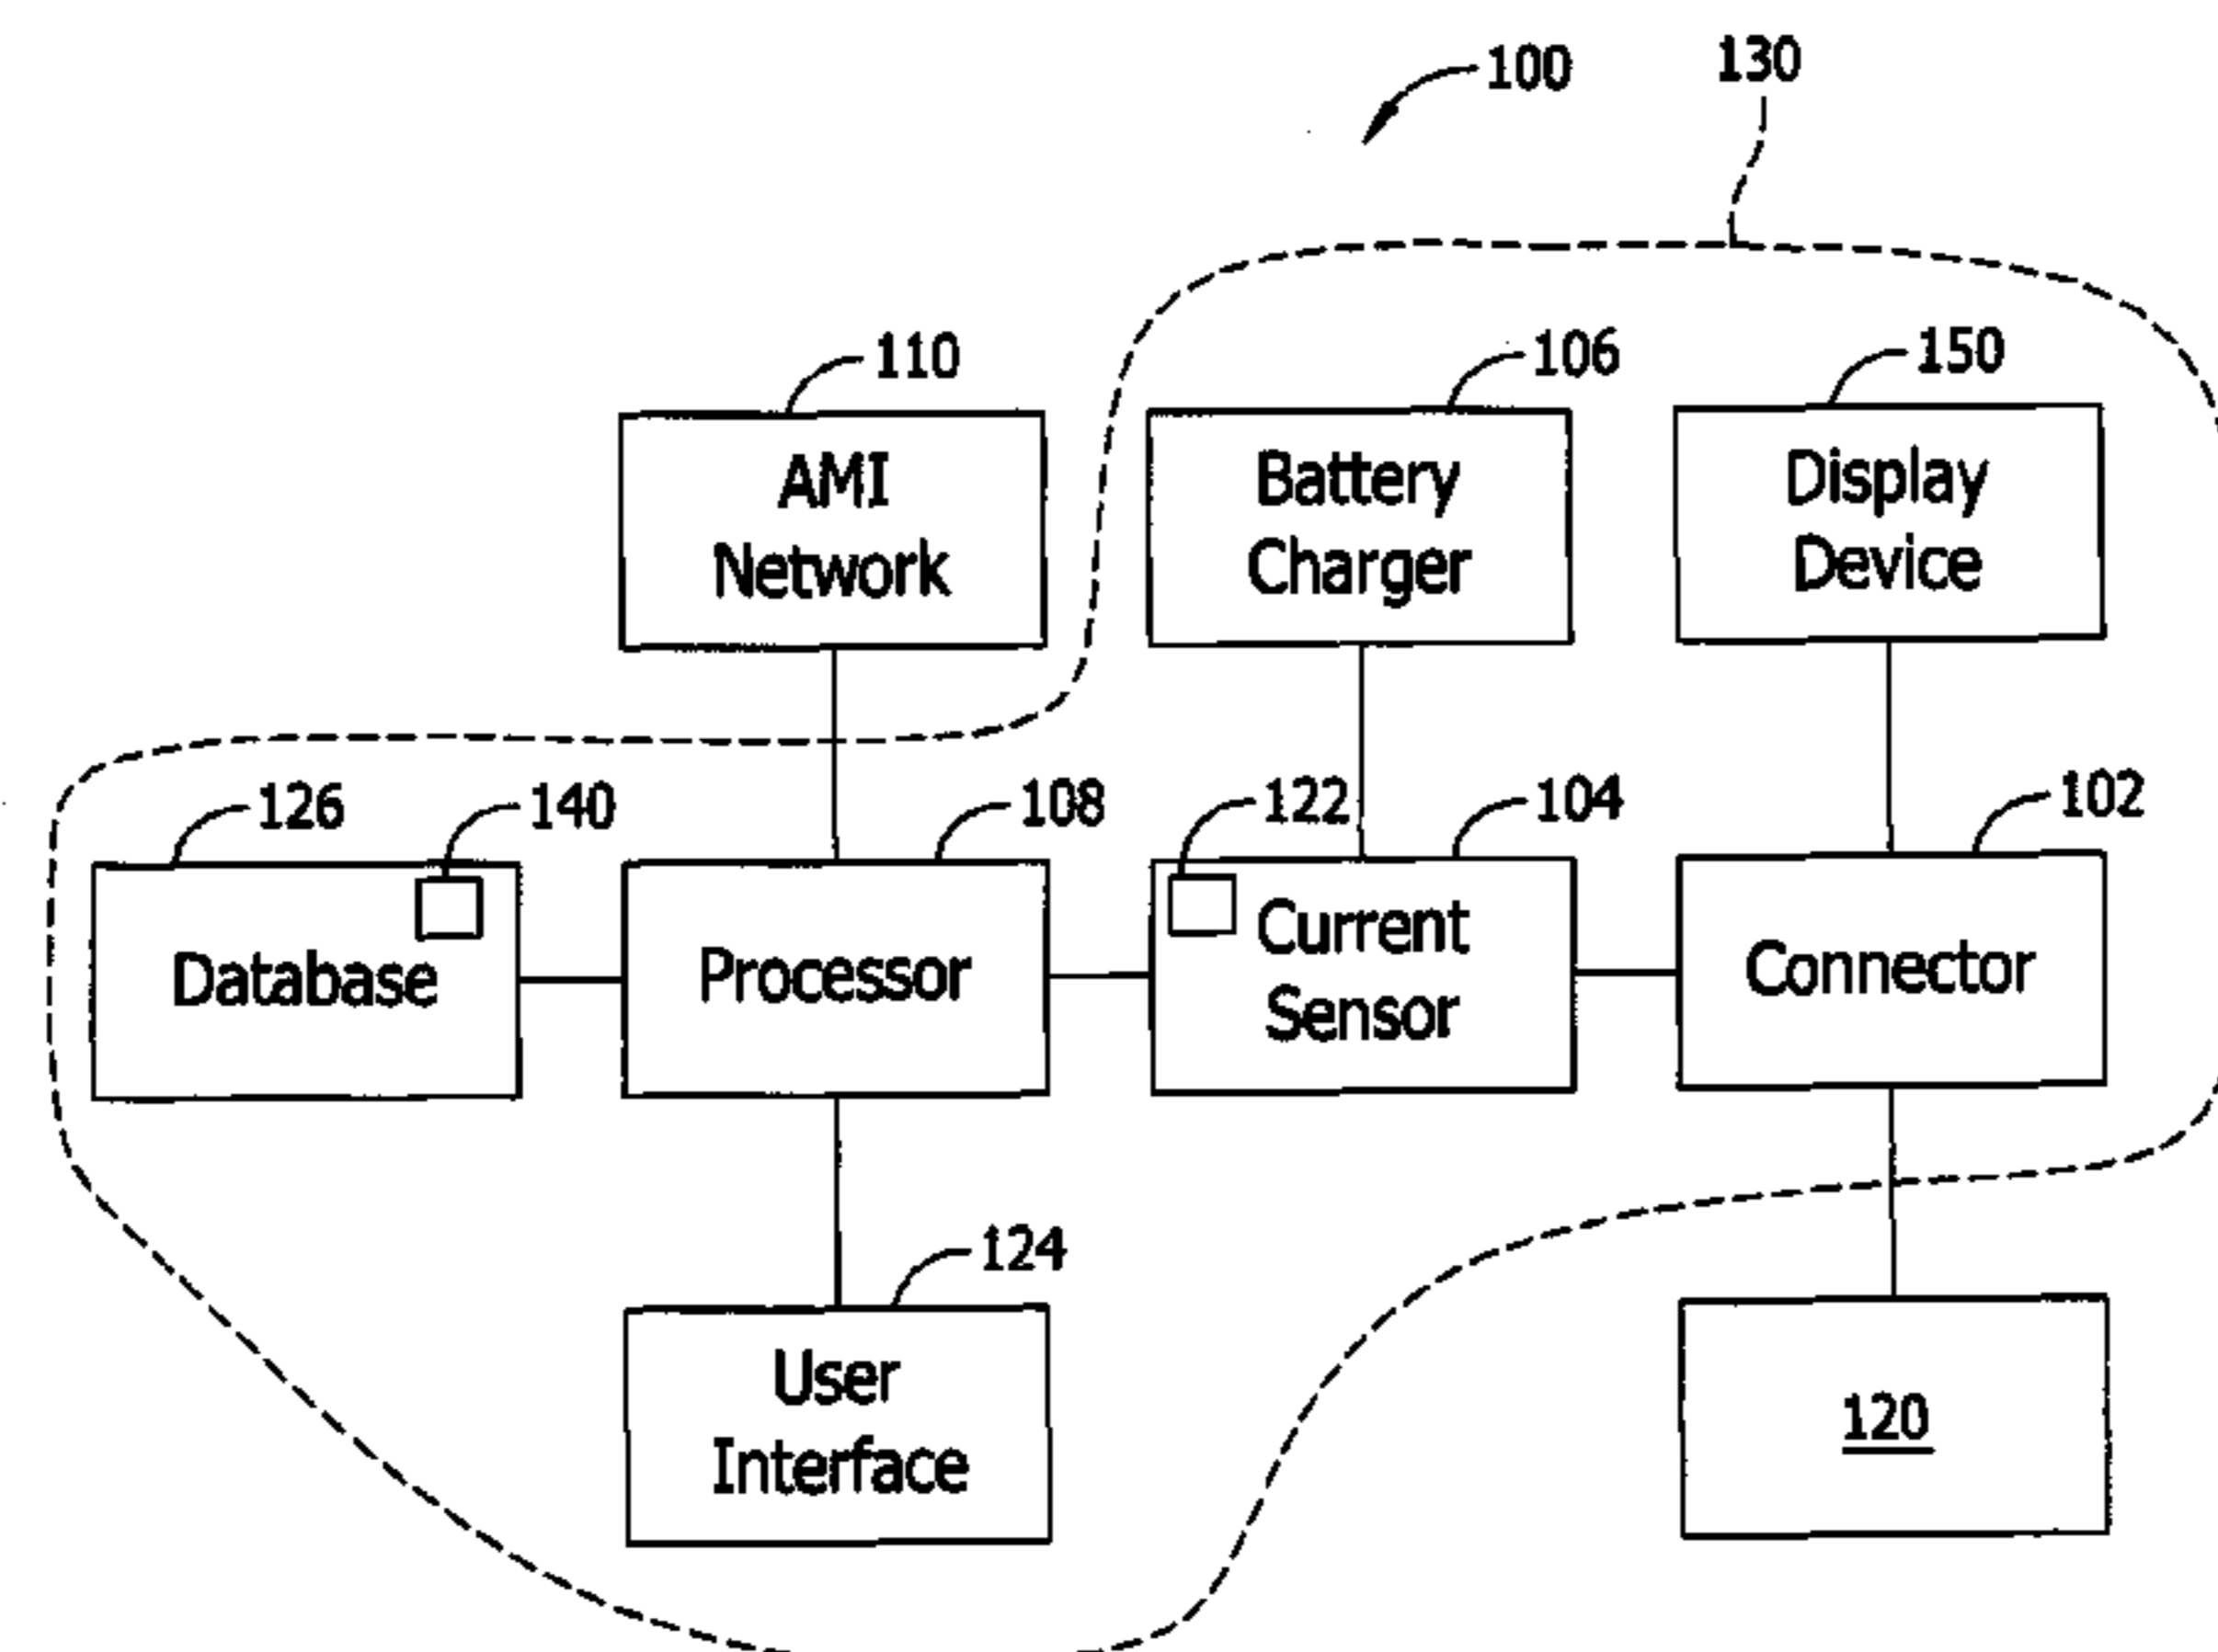 100
130
110
106
150
AMI
Network
Battery
Charger
Display
Device
126
140
108
122
104
102
Database
Processor
Current
Sensor
Connector
124
User
Interface
120